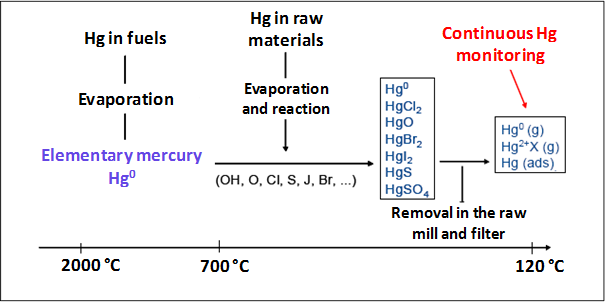 Hg in fuels
Evaporation
Elementary mercury
Hg⁰
Hg in raw
materials
Evaporation
and reaction
(OH, O, Cl, S, J, Br, ...)
Hg⁰
HgCl₂
HgO
HgBr₂
HgI₂
HgS
HgSO₄
Removal in the raw
mill and filter
Continuous Hg
monitoring
Hg⁰ (g)
Hg²⁺X (g)
Hg (ads)
2000 °C
700 °C
120 °C